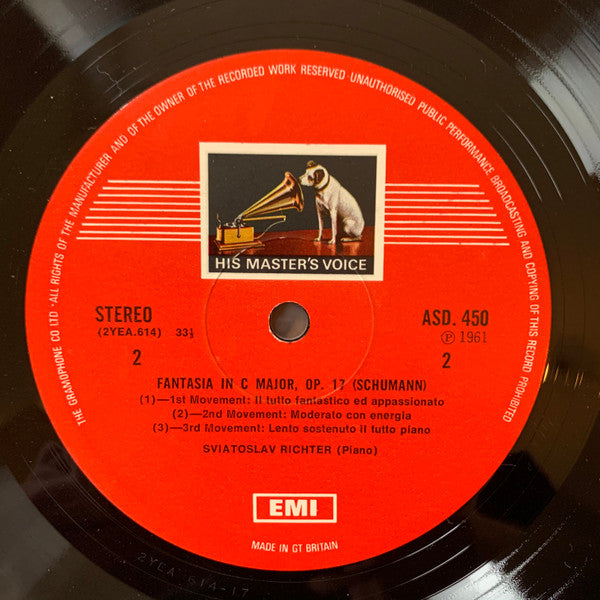 THE GRAMOPHONE CO LTD · ALL RIGHTS OF THE MANUFACTURER AND OF THE OWNER OF THE RECORDED WORK RESERVED UNAUTHORISED PUBLIC PERFORMANCE BROADCASTING AND COPYING OF THIS RECORD PROHIBITED
HIS MASTER'S VOICE
STEREO
(2YEA.614) 33⅓
2
ASD. 450
Ⓟ 1961
2
FANTASIA IN C MAJOR, OP. 17 (SCHUMANN)
(1)—1st Movement: Il tutto fantastico ed appassionato
(2)—2nd Movement: Moderato con energia
(3)—3rd Movement: Lento sostenuto il tutto piano
SVIATOSLAV RICHTER (Piano)
EMI
MADE IN GT BRITAIN
2YEA 614-17